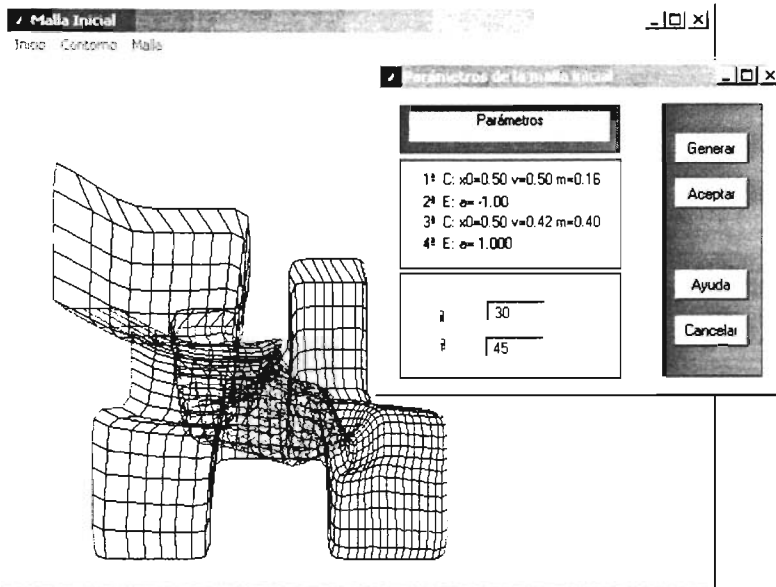 Malla Inicial
Inicio Contorno Malla
Parámetros de la malla inicial
Parámetros
1ª C: x0=0.50 v=0.50 m=0.16
2ª E: a= -1.00
3ª C: x0=0.50 v=0.42 m=0.40
4ª E: a= 1.000
30
45
Generar
Aceptar
Ayuda
Cancelar